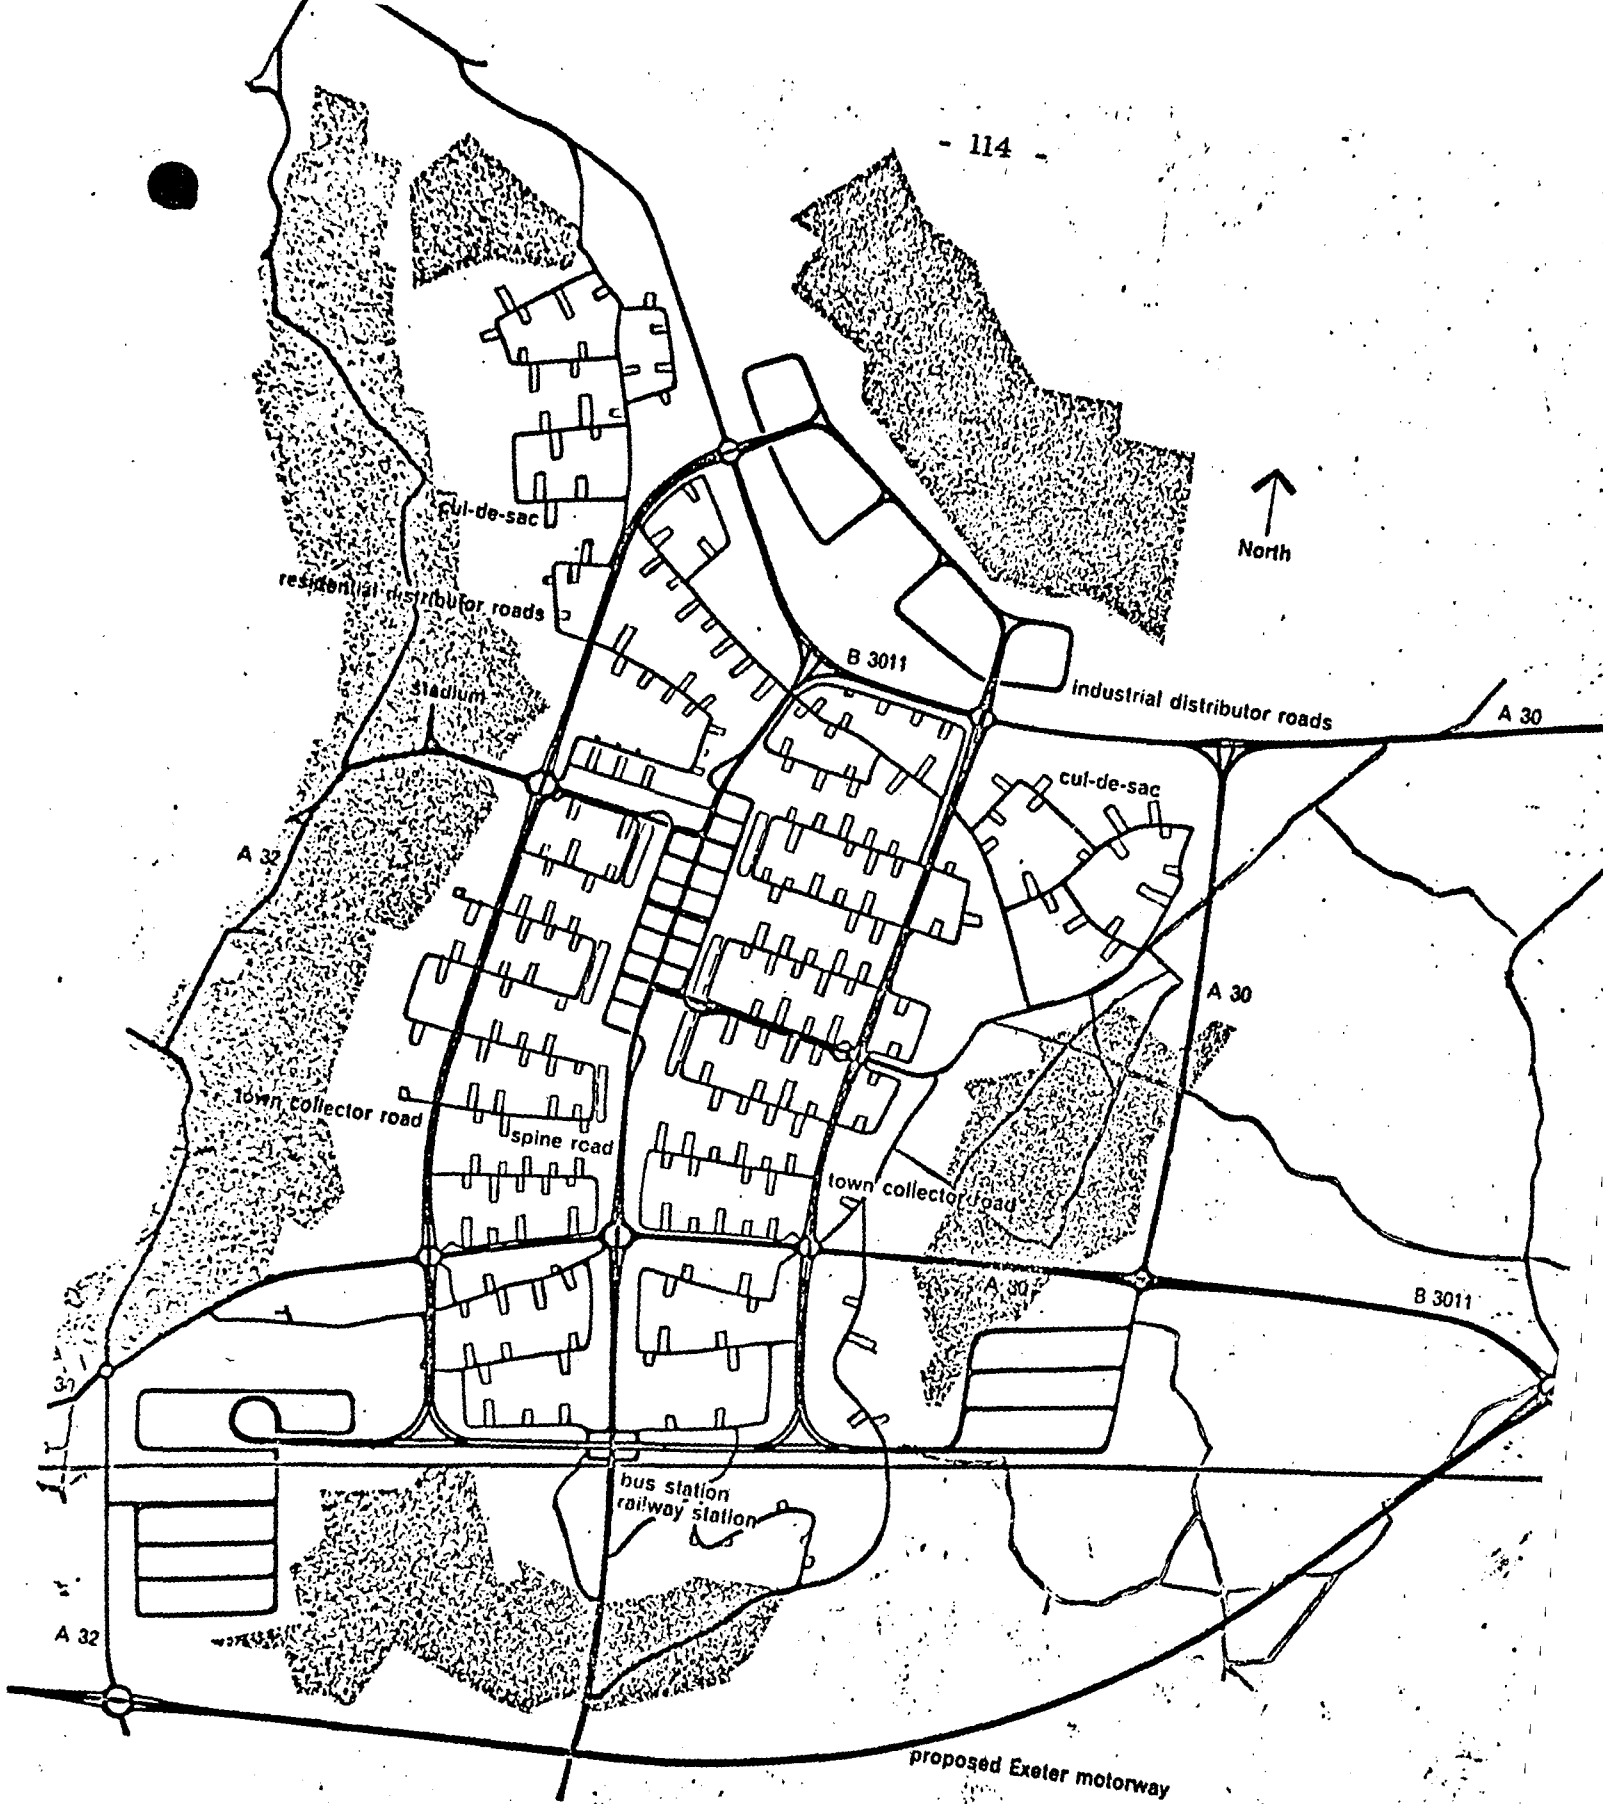 - 114 -
North
cul-de-sac
residential distributor roads
stadium
B 3011
industrial distributor roads
A 30
cul-de-sac
A 32
A 30
town collector road
spine road
town collector road
A 30
B 3011
bus station
railway station
A 32
proposed Exeter motorway